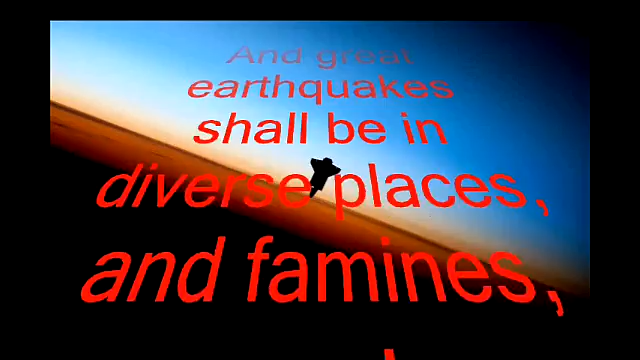 And great
earthquakes
shall be in
diverse places,
and famines,